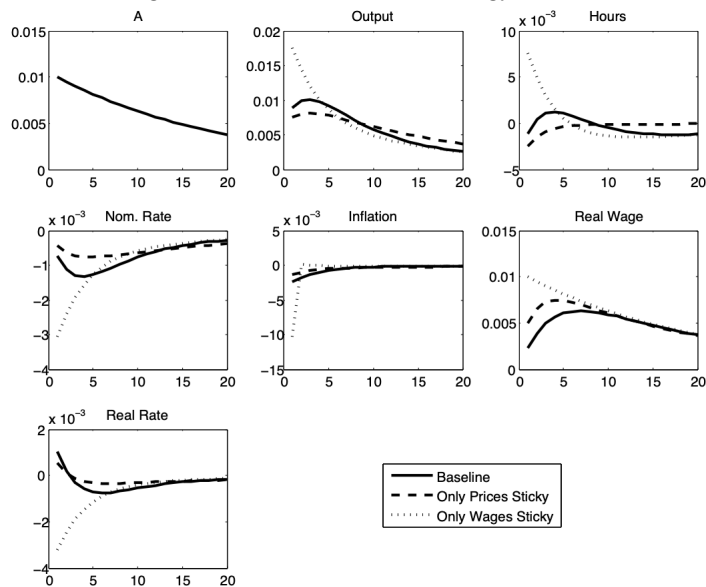 A
0.015
0.01
0.005
0
0 5 10 15 20
Output
0.02
0.015
0.01
0.005
0
0 5 10 15 20
x 10⁻³ Hours
10
5
0
−5
0 5 10 15 20
x 10⁻³ Nom. Rate
0
−1
−2
−3
−4
0 5 10 15 20
x 10⁻³ Inflation
5
0
−5
−10
−15
0 5 10 15 20
Real Wage
0.015
0.01
0.005
0
0 5 10 15 20
x 10⁻³ Real Rate
2
0
−2
−4
0 5 10 15 20
Baseline
Only Prices Sticky
Only Wages Sticky